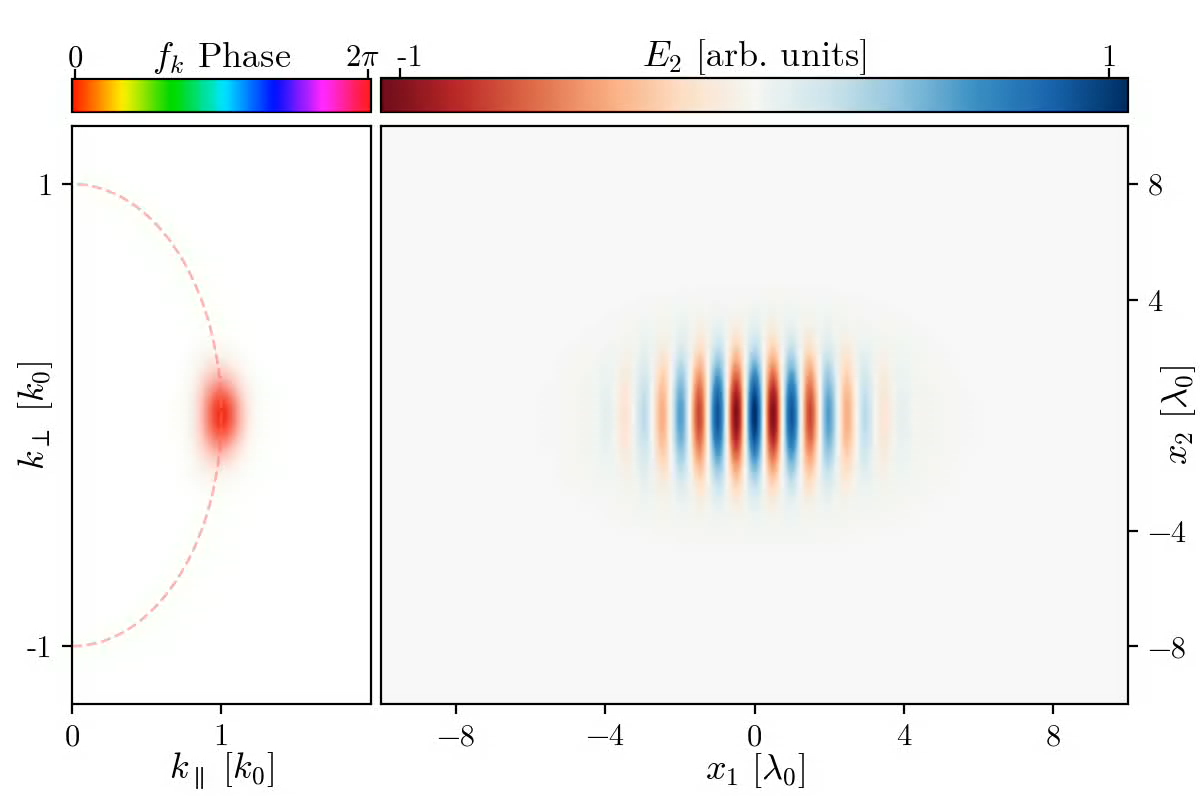 0 f_k Phase 2π
-1 E_2 [arb. units] 1
1
-1
k_⊥ [k_0]
0 1
k_∥ [k_0]
8
4
−4
−8
x_2 [λ_0]
−8 −4 0 4 8
x_1 [λ_0]